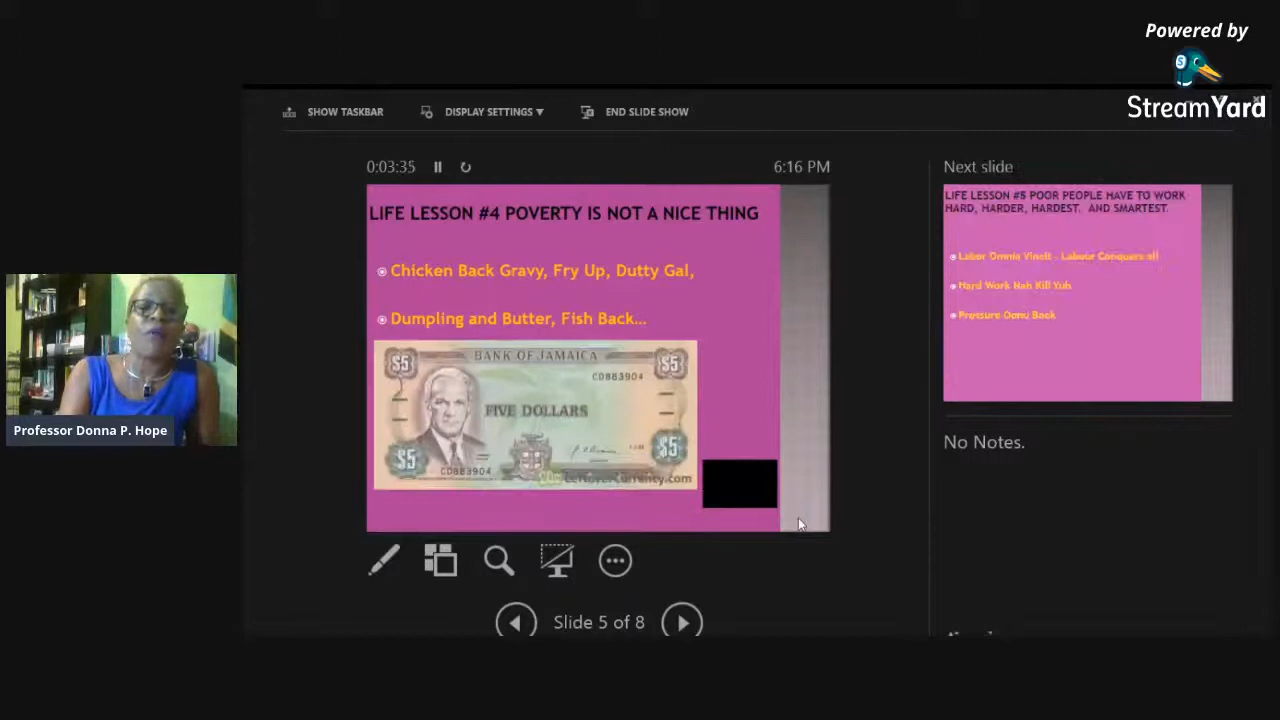 Powered by
StreamYard
SHOW TASKBAR
DISPLAY SETTINGS
END SLIDE SHOW
0:03:35
6:16 PM
Next slide
LIFE LESSON #4 POVERTY IS NOT A NICE THING
Chicken Back Gravy, Fry Up, Dutty Gal,
Dumpling and Butter, Fish Back...
$5
BANK OF JAMAICA
$5
CD883904
FIVE DOLLARS
$5
CD883904
$5
LeftoverCurrency.com
LIFE LESSON #5 POOR PEOPLE HAVE TO WORK
HARD, HARDER, HARDEST. AND SMARTEST.
Labor Omnia Vincit - Labour Conquers all
Hard Work Nah Kill Yuh
Pressure Back
No Notes.
Professor Donna P. Hope
Slide 5 of 8